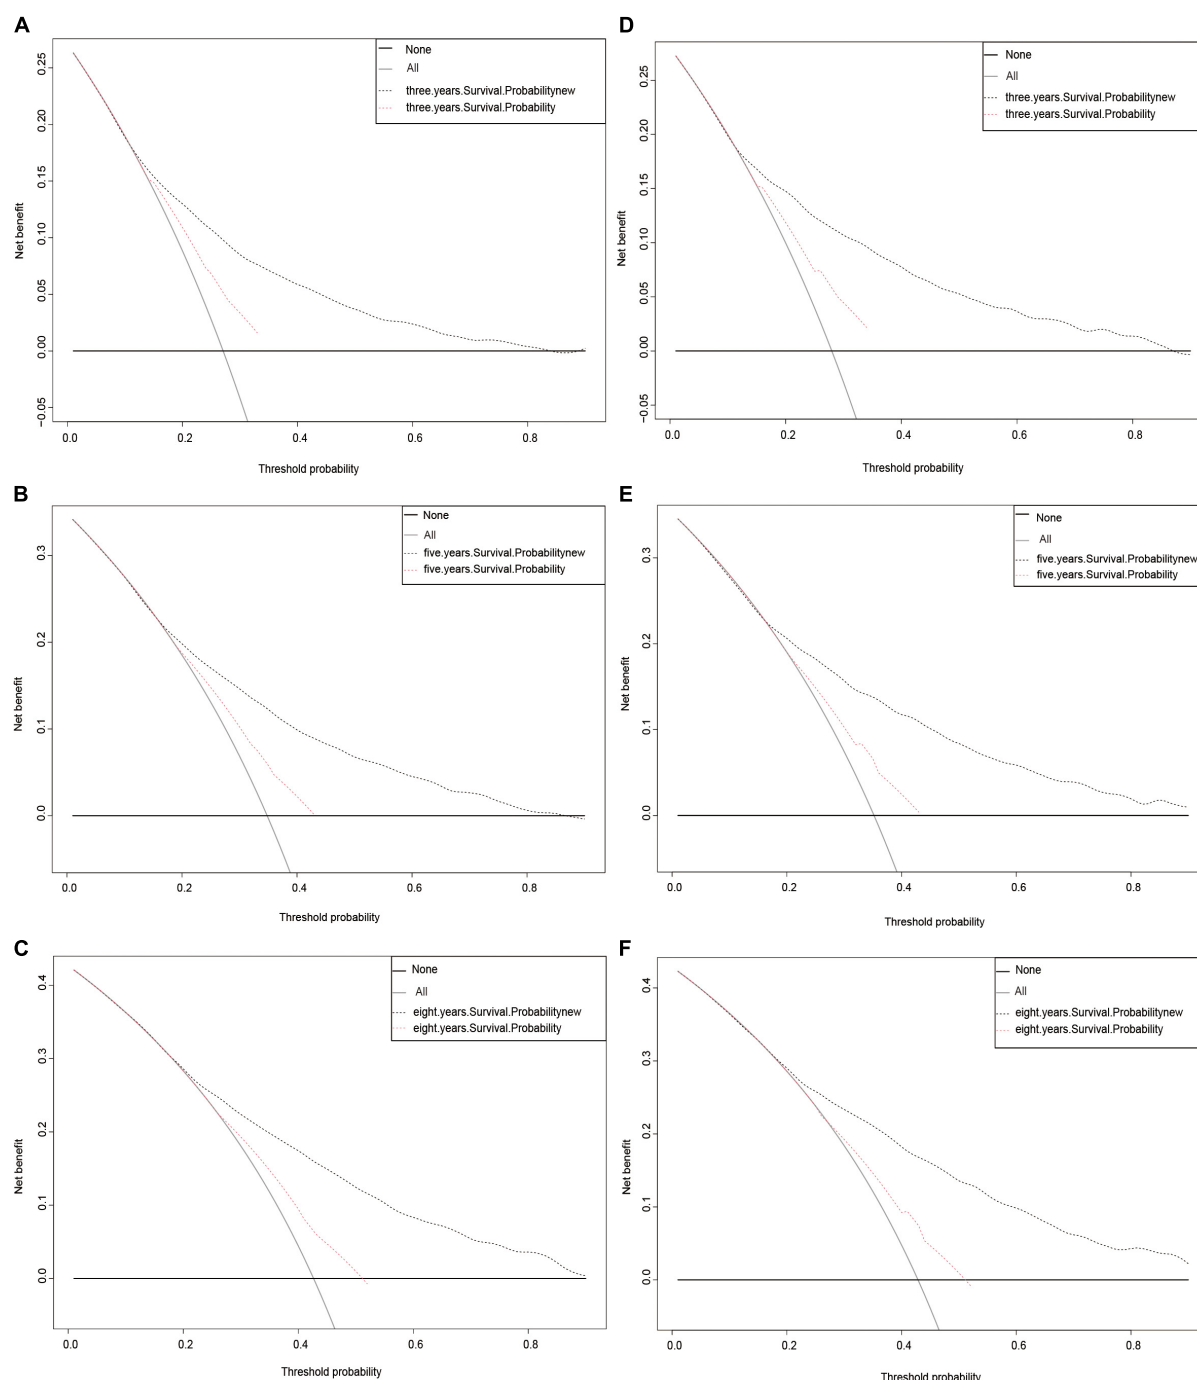 A
None
All
three.years.Survival.Probabilitynew
three.years.Survival.Probability
0.25
0.20
0.15
0.10
0.05
0.00
−0.05
Net benefit
0.0 0.2 0.4 0.6 0.8
Threshold probability
D
None
All
three.years.Survival.Probabilitynew
three.years.Survival.Probability
0.25
0.20
0.15
0.10
0.05
0.00
−0.05
Net benefit
0.0 0.2 0.4 0.6 0.8
Threshold probability
B
None
All
five.years.Survival.Probabilitynew
five.years.Survival.Probability
0.3
0.2
0.1
0.0
Net benefit
0.0 0.2 0.4 0.6 0.8
Threshold probability
E
None
All
five.years.Survival.Probabilitynew
five.years.Survival.Probability
0.3
0.2
0.1
0.0
Net benefit
0.0 0.2 0.4 0.6 0.8
Threshold probability
C
None
All
eight.years.Survival.Probabilitynew
eight.years.Survival.Probability
0.4
0.3
0.2
0.1
0.0
Net benefit
0.0 0.2 0.4 0.6 0.8
Threshold probability
F
None
All
eight.years.Survival.Probabilitynew
eight.years.Survival.Probability
0.4
0.3
0.2
0.1
0.0
Net benefit
0.0 0.2 0.4 0.6 0.8
Threshold probability